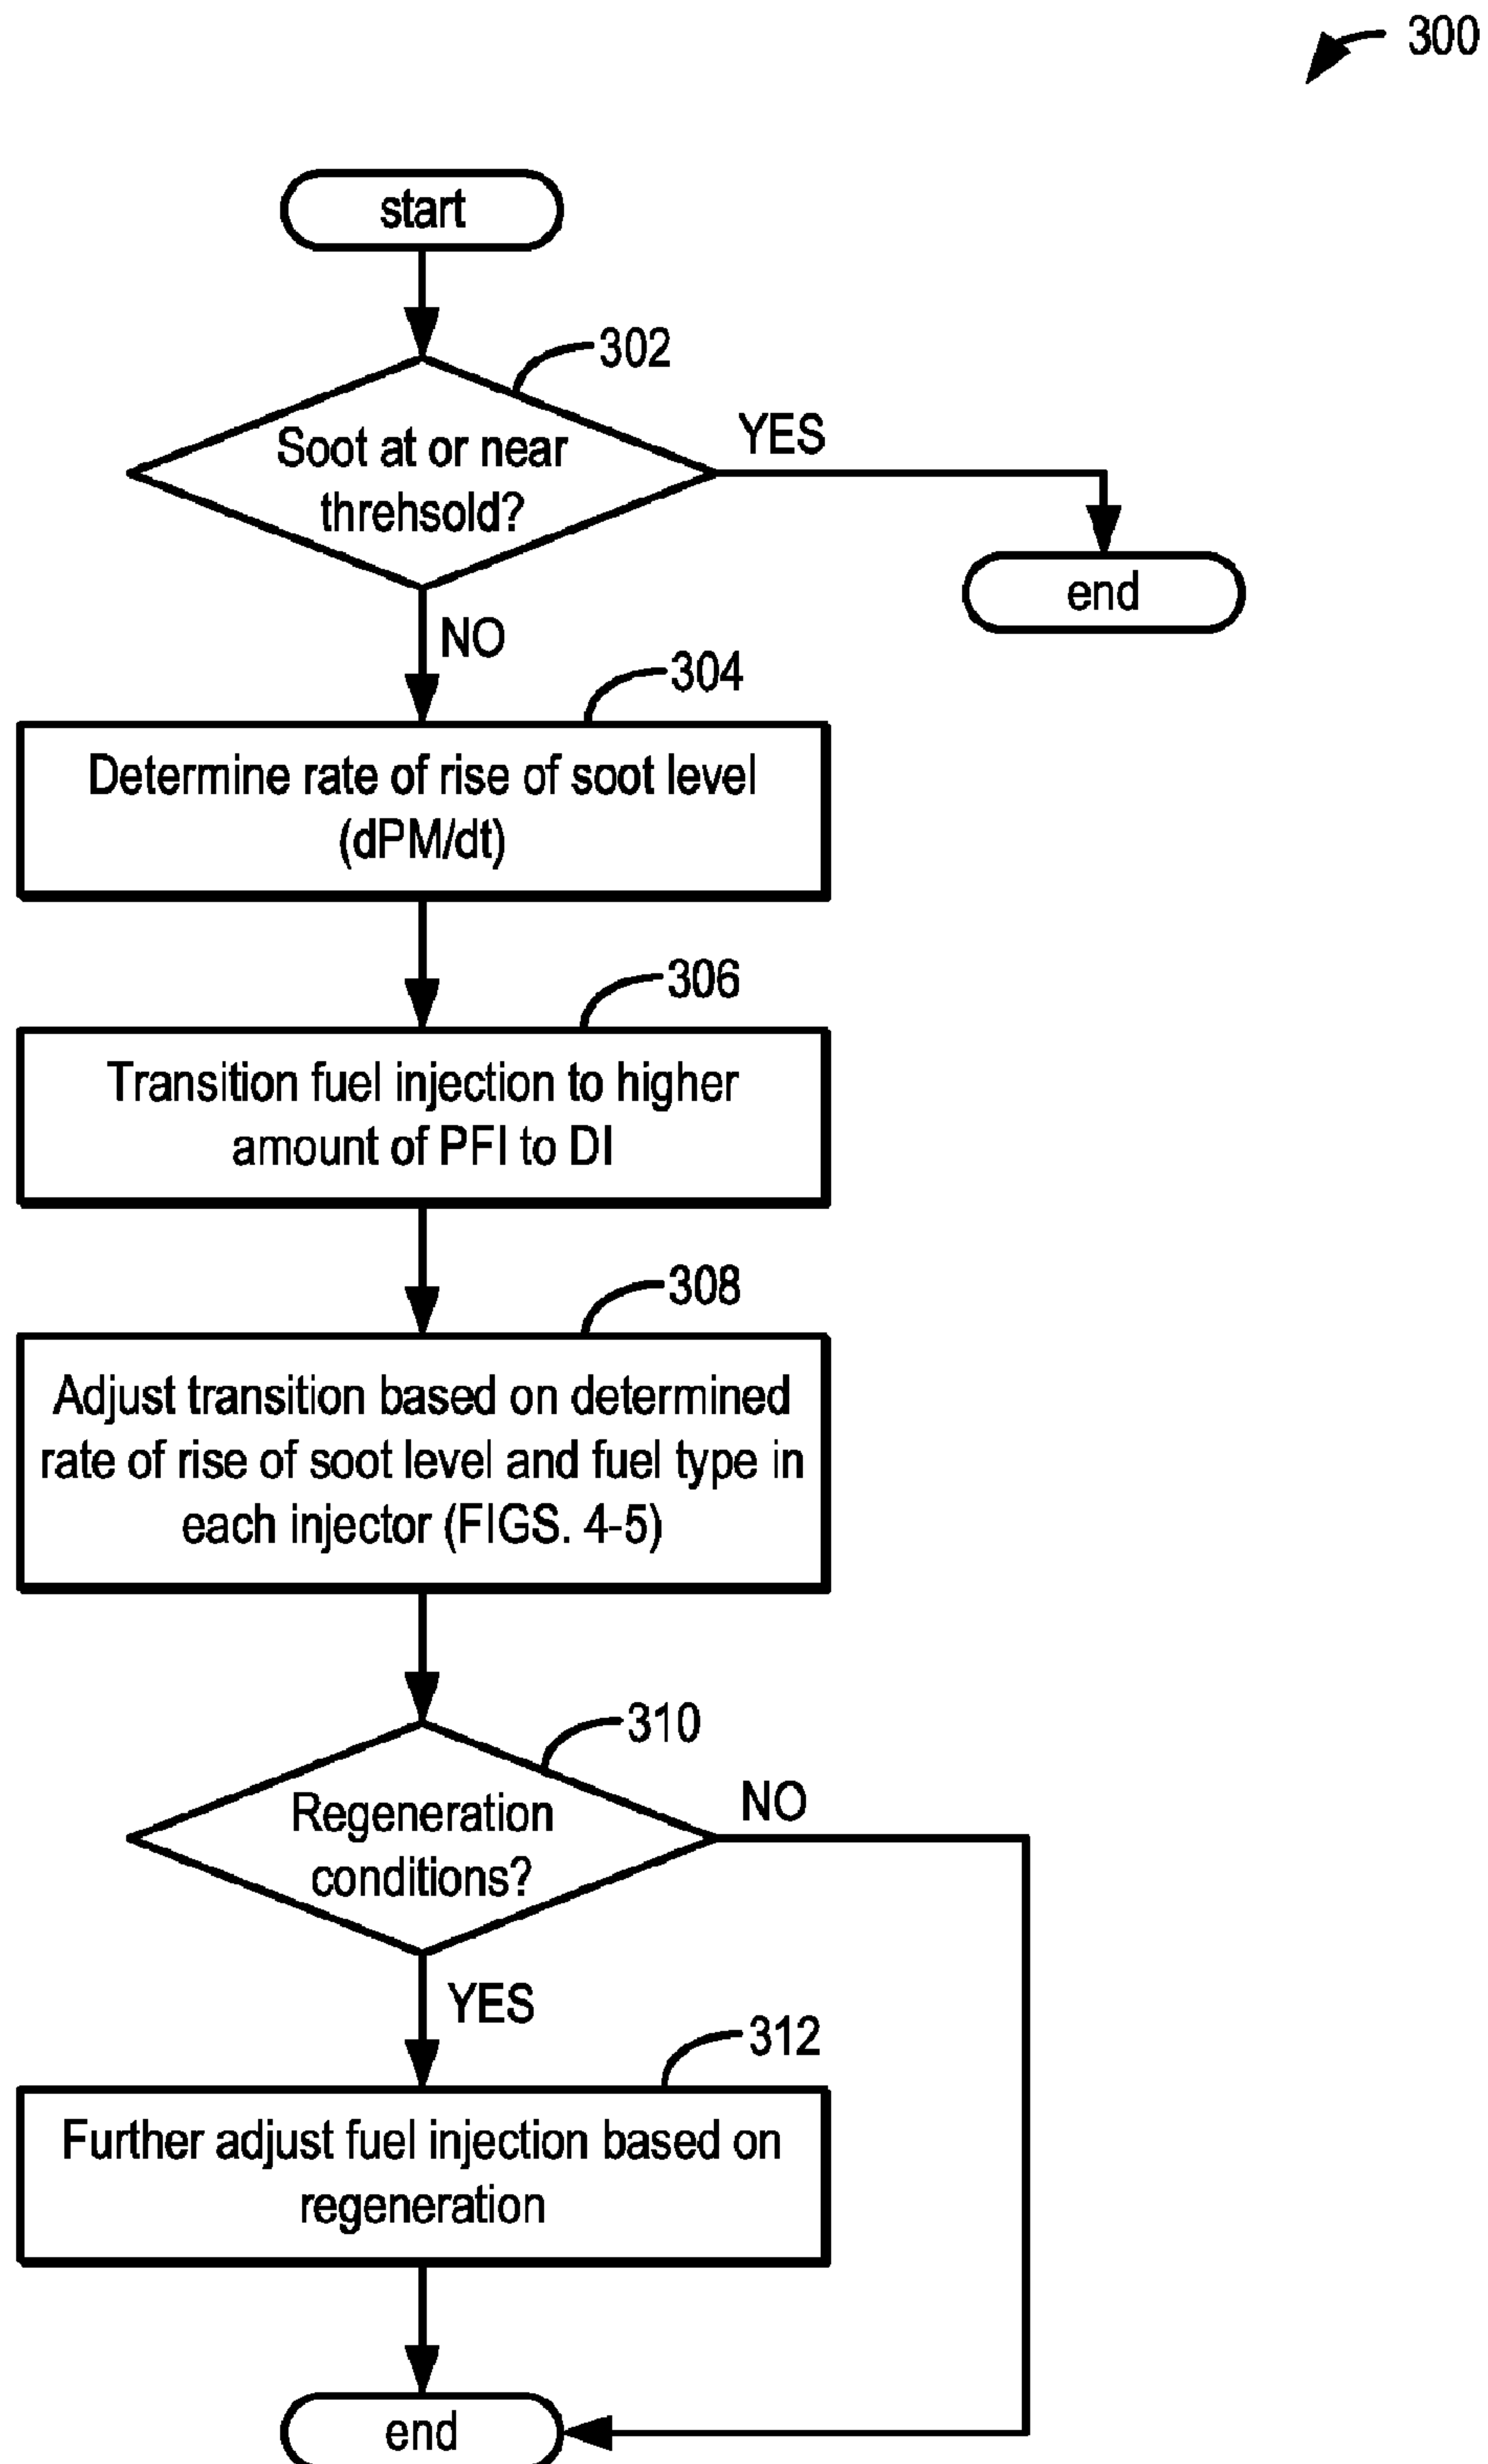 300
start
302
Soot at or near
threhsold?
YES
end
NO
304
Determine rate of rise of soot level
(dPM/dt)
306
Transition fuel injection to higher
amount of PFI to DI
308
Adjust transition based on determined
rate of rise of soot level and fuel type in
each injector (FIGS. 4-5)
310
Regeneration
conditions?
NO
YES
312
Further adjust fuel injection based on
regeneration
end